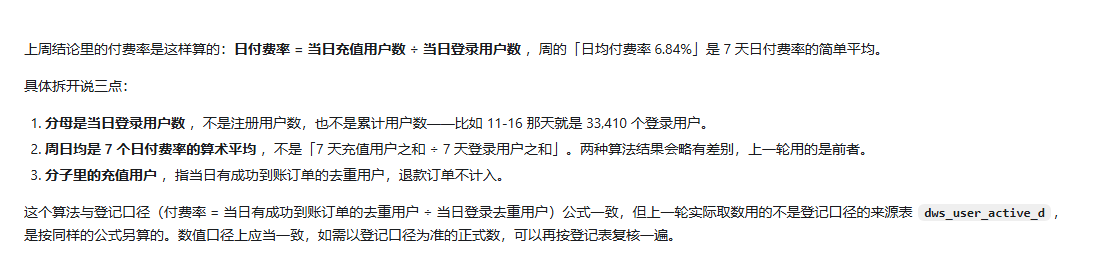 上周结论里的付费率是这样算的：日付费率 = 当日充值用户数 ÷ 当日登录用户数，周的「日均付费率 6.84%」是 7 天日付费率的简单平均。
具体拆开说三点：
1. 分母是当日登录用户数，不是注册用户数，也不是累计用户数——比如 11-16 那天就是 33,410 个登录用户。
2. 周日均是 7 个日付费率的算术平均，不是「7 天充值用户之和 ÷ 7 天登录用户之和」。两种算法结果会略有差别，上一轮用的是前者。
3. 分子里的充值用户，指当日有成功到账订单的去重用户，退款订单不计入。
这个算法与登记口径（付费率 = 当日有成功到账订单的去重用户 ÷ 当日登录去重用户）公式一致，但上一轮实际取数用的不是登记口径的来源表 dws_user_active_d，
是按同样的公式另算的。数值口径上应当一致，如需以登记口径为准的正式数，可以再按登记表复核一遍。